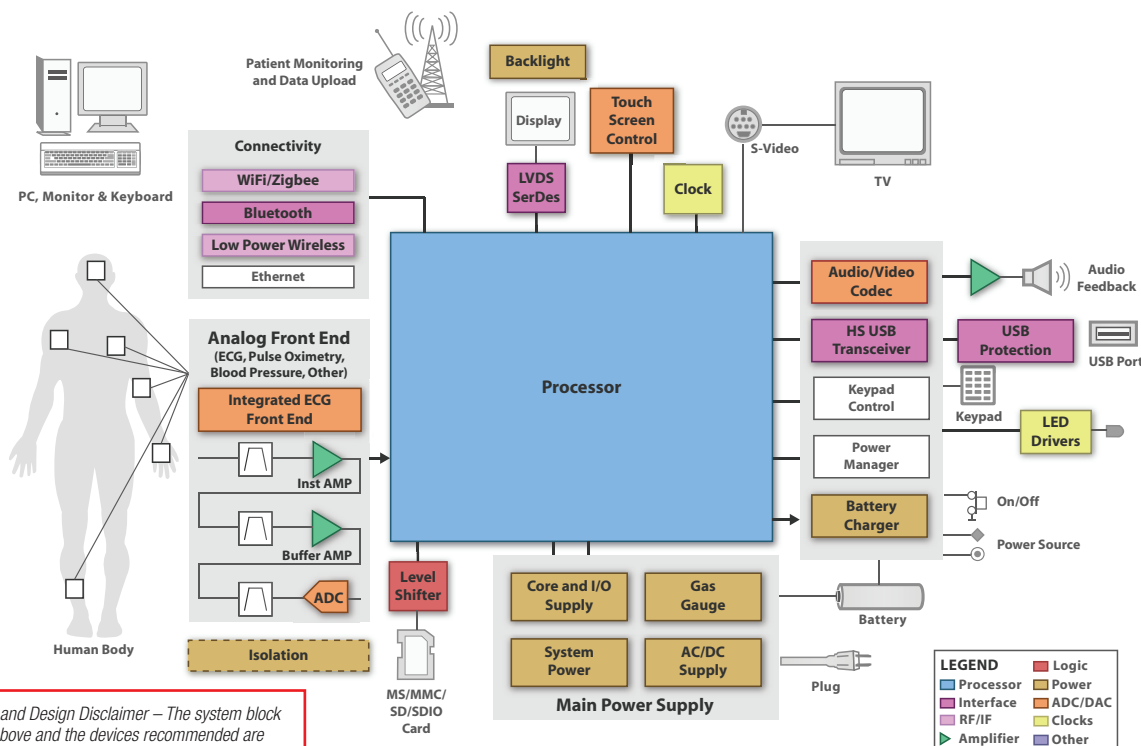 PC, Monitor & Keyboard
Patient Monitoring
and Data Upload
Backlight
Display
LVDS
SerDes
Touch
Screen
Control
Clock
S-Video
TV
Connectivity
WiFi/Zigbee
Bluetooth
Low Power Wireless
Ethernet
Analog Front End
(ECG, Pulse Oximetry,
Blood Pressure, Other)
Integrated ECG
Front End
Inst AMP
Buffer AMP
ADC
Isolation
Human Body
Processor
Audio/Video
Codec
Audio
Feedback
HS USB
Transceiver
USB
Protection
USB Port
Keypad
Control
Keypad
Power
Manager
LED
Drivers
Battery
Charger
On/Off
Power Source
Level
Shifter
MS/MMC/
SD/SDIO
Card
Core and I/O
Supply
Gas
Gauge
System
Power
AC/DC
Supply
Main Power Supply
Battery
Plug
LEGEND
Processor
Interface
RF/IF
Amplifier
Logic
Power
ADC/DAC
Clocks
Other
and Design Disclaimer – The system block
bove and the devices recommended are